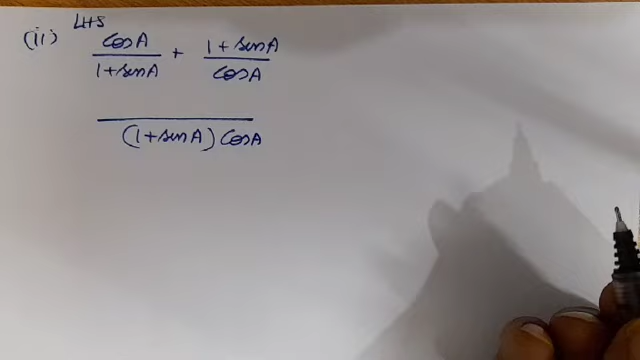 LHS
(ii) cosA/1+sinA + 1+sinA/cosA
(1+sinA) cosA